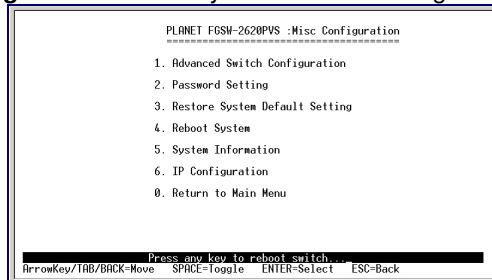 PLANET FGSW-2620PVS :Misc Configuration
====================================
1. Advanced Switch Configuration
2. Password Setting
3. Restore System Default Setting
4. Reboot System
5. System Information
6. IP Configuration
0. Return to Main Menu
Press any key to reboot switch..._
ArrowKey/TAB/BACK=Move SPACE=Toggle ENTER=Select ESC=Back